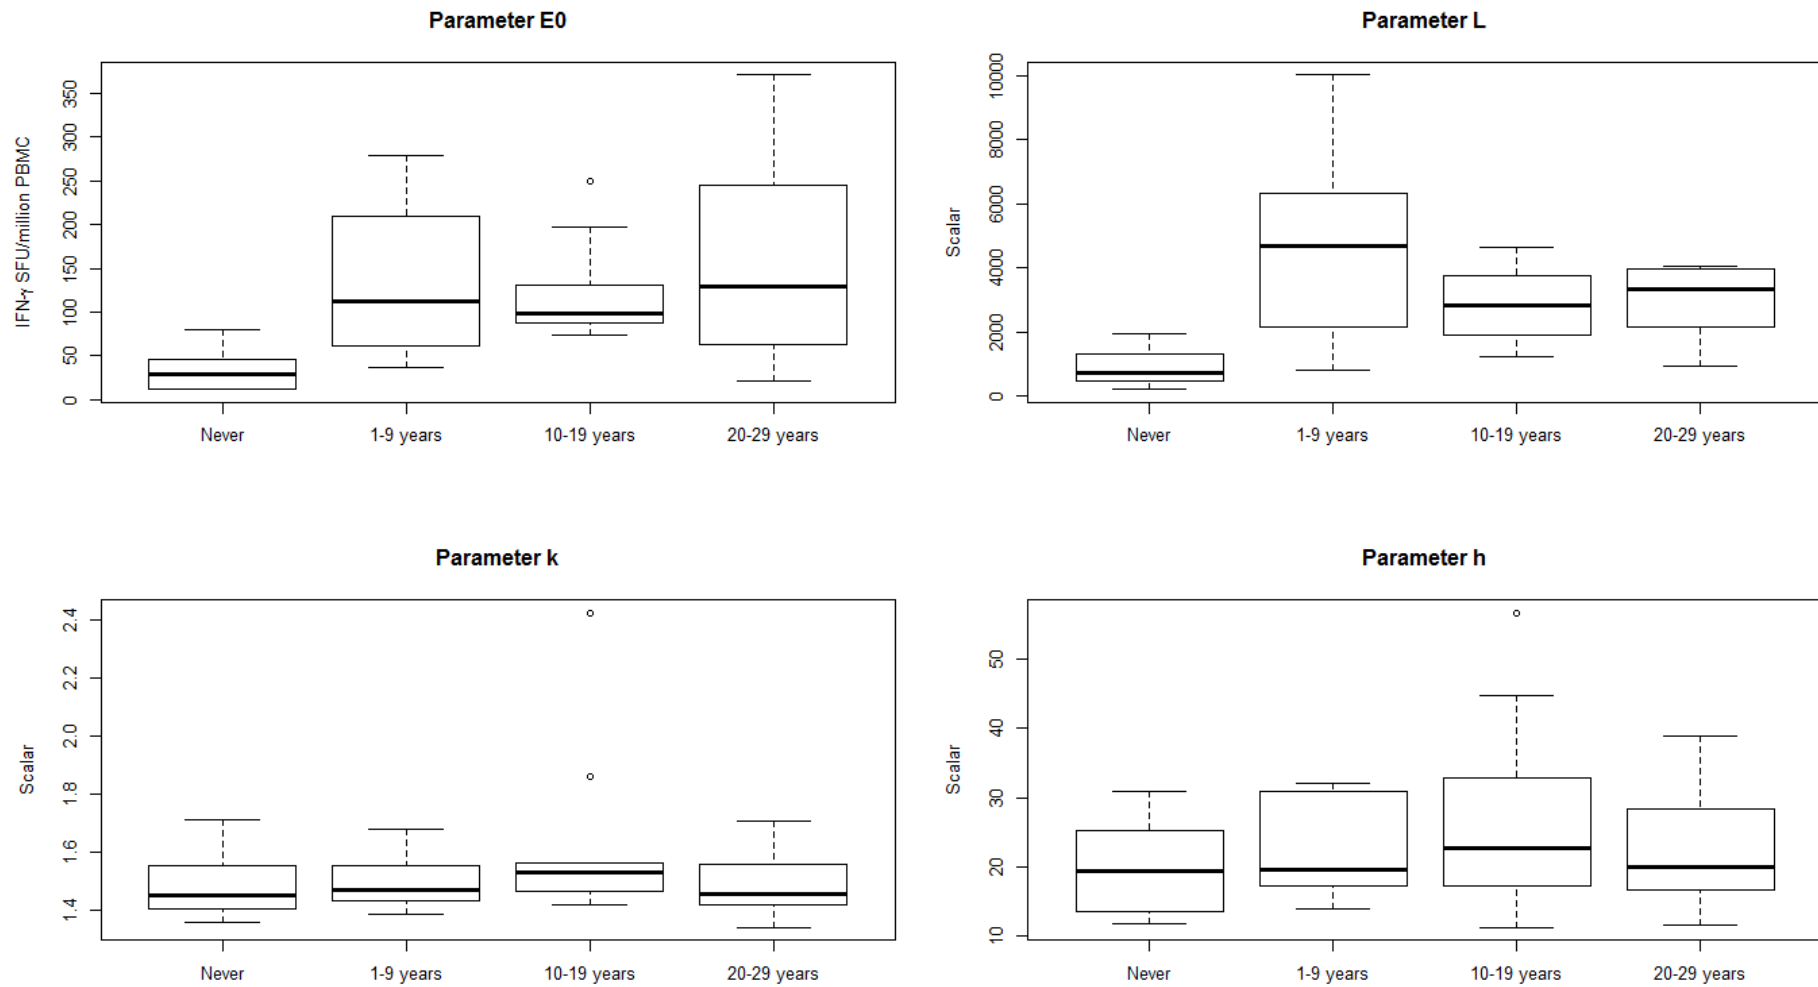 Parameter E0
IFN-γ SFU/million PBMC
350
300
250
200
150
100
50
0
Never
1-9 years
10-19 years
20-29 years
Parameter L
Scalar
10000
8000
6000
4000
2000
0
Never
1-9 years
10-19 years
20-29 years
Parameter k
Scalar
2.4
2.2
2.0
1.8
1.6
1.4
Never
1-9 years
10-19 years
20-29 years
Parameter h
Scalar
50
40
30
20
10
Never
1-9 years
10-19 years
20-29 years